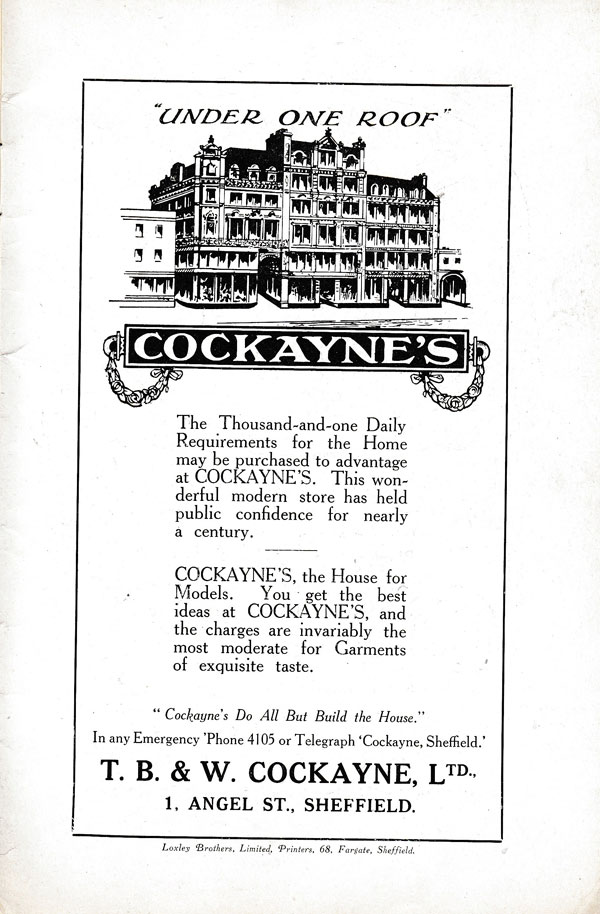 "UNDER ONE ROOF"
COCKAYNE'S
The Thousand-and-one Daily
Requirements for the Home
may be purchased to advantage
at COCKAYNE'S. This won-
derful modern store has held
public confidence for nearly
a century.
COCKAYNE'S, the House for
Models. You get the best
ideas at COCKAYNE'S, and
the charges are invariably the
most moderate for Garments
of exquisite taste.
"Cockayne's Do All But Build the House."
In any Emergency 'Phone 4105 or Telegraph 'Cockayne, Sheffield.'
T. B. & W. COCKAYNE, LTD.,
1, ANGEL ST., SHEFFIELD.
Loxley Brothers, Limited, Printers, 68, Fargate, Sheffield.